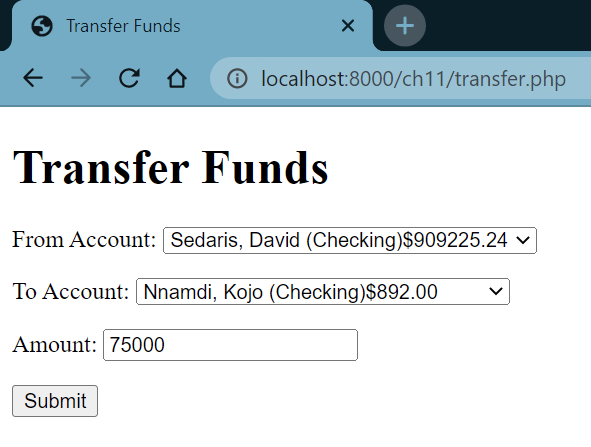 Transfer Funds
localhost:8000/ch11/transfer.php
Transfer Funds
From Account: Sedaris, David (Checking)$909225.24
To Account: Nnamdi, Kojo (Checking)$892.00
Amount: 75000
Submit